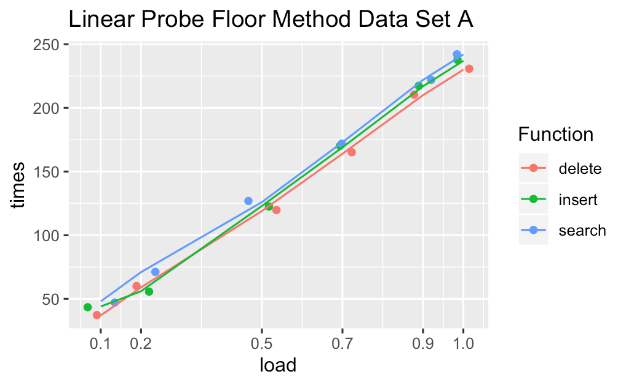 Linear Probe Floor Method Data Set A
250
200
150
100
50
times
0.1 0.2 0.5 0.7 0.9 1.0
load
Function
delete
insert
search